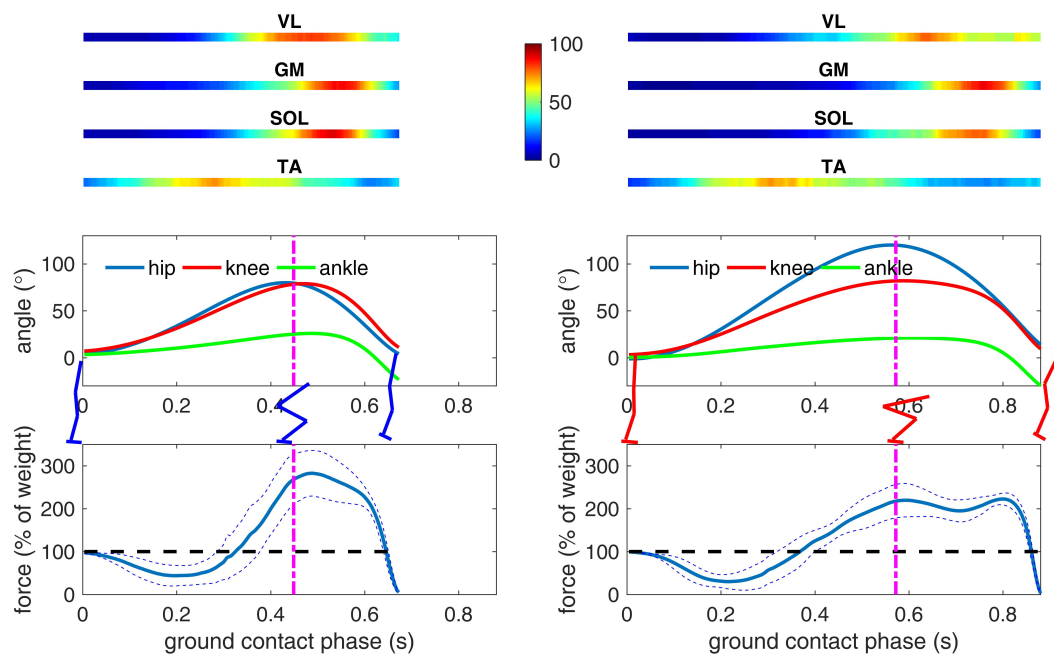 VL VL
100
GM GM
50
SOL SOL
0
TA TA
100 hip knee ankle 100 hip knee ankle
angle (°) angle (°)
50 50
0 0
0 0.2 0.4 0.6 0.8 0 0.2 0.4 0.6 0.8
force (% of weight) force (% of weight)
300 300
200 200
100 100
0 0
0 0.2 0.4 0.6 0.8 0 0.2 0.4 0.6 0.8
ground contact phase (s) ground contact phase (s)